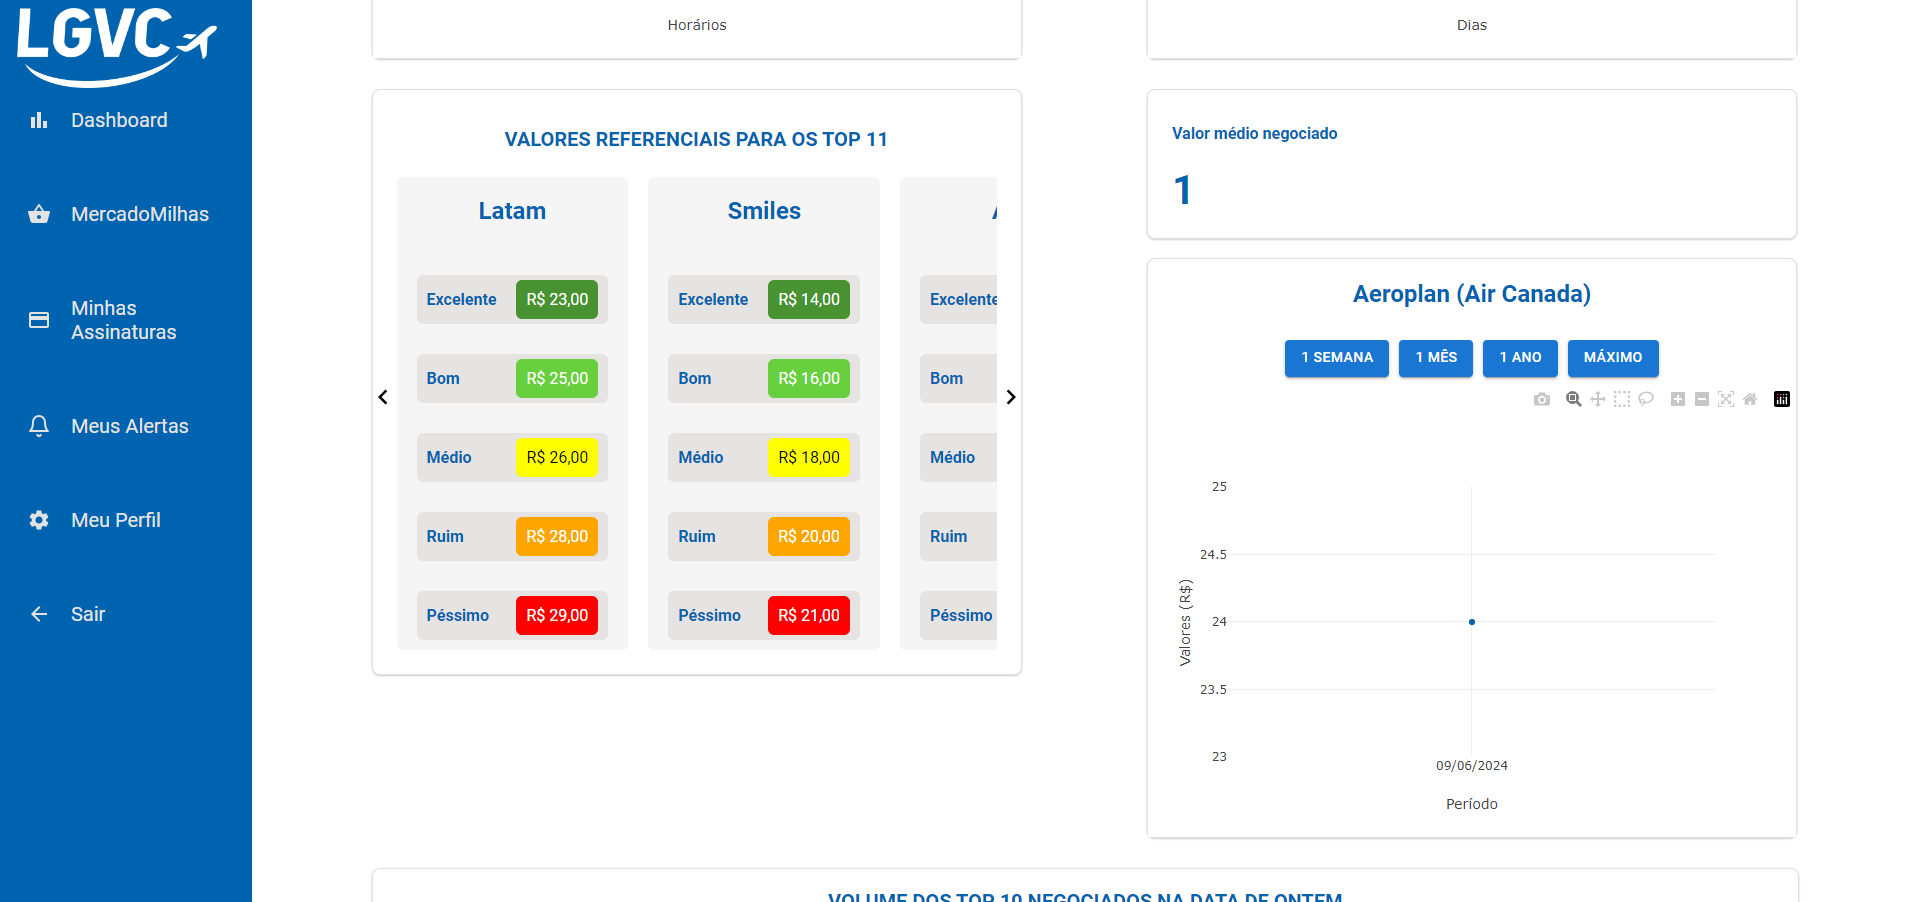 LGVC
Dashboard
MercadoMilhas
Minhas
Assinaturas
Meus Alertas
Meu Perfil
Sair
Horários
Dias
VALORES REFERENCIAIS PARA OS TOP 11
Latam
Excelente R$ 23,00
Bom R$ 25,00
Médio R$ 26,00
Ruim R$ 28,00
Péssimo R$ 29,00
Smiles
Excelente R$ 14,00
Bom R$ 16,00
Médio R$ 18,00
Ruim R$ 20,00
Péssimo R$ 21,00
Excelente
Bom
Médio
Ruim
Péssimo
Valor médio negociado
1
Aeroplan (Air Canada)
1 SEMANA
1 MÊS
1 ANO
MÁXIMO
25
24.5
24
23.5
23
Valores (R$)
09/06/2024
Período
VOLUME DOS TOP 10 NEGOCIADOS NA DATA DE ONTEM